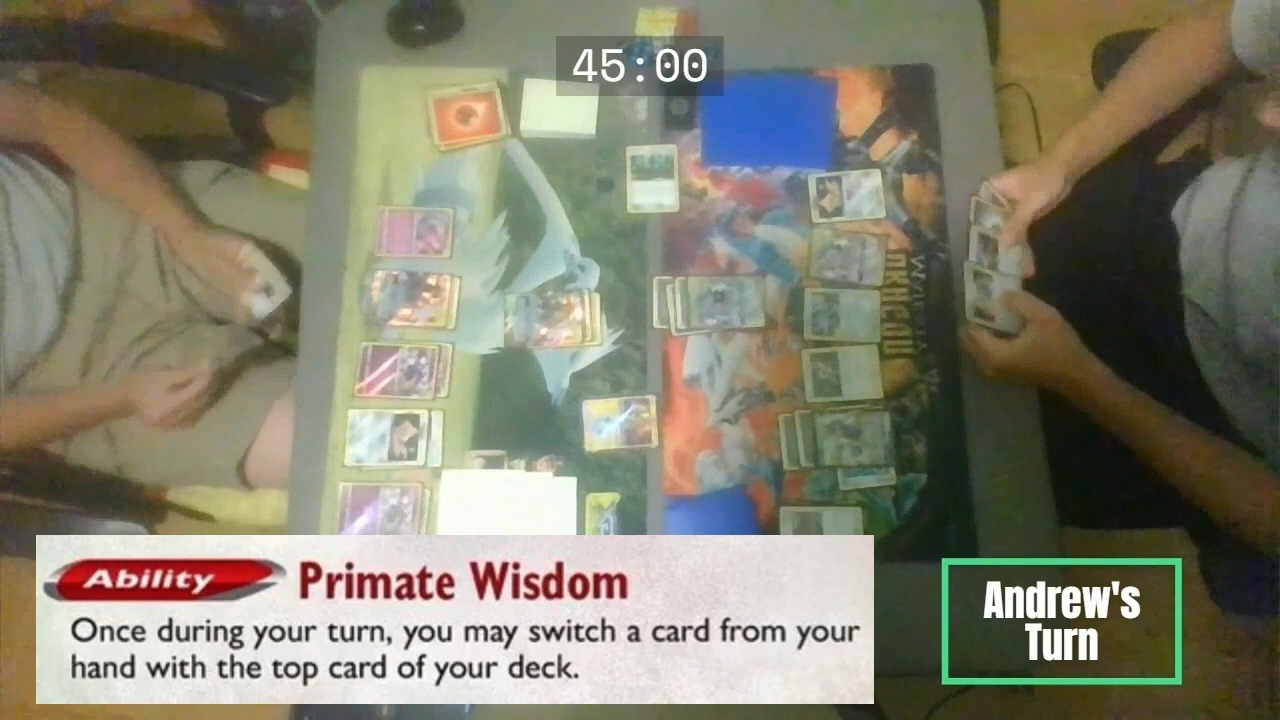 45:00
Ability Primate Wisdom
Once during your turn, you may switch a card from your
hand with the top card of your deck.
Andrew's
Turn